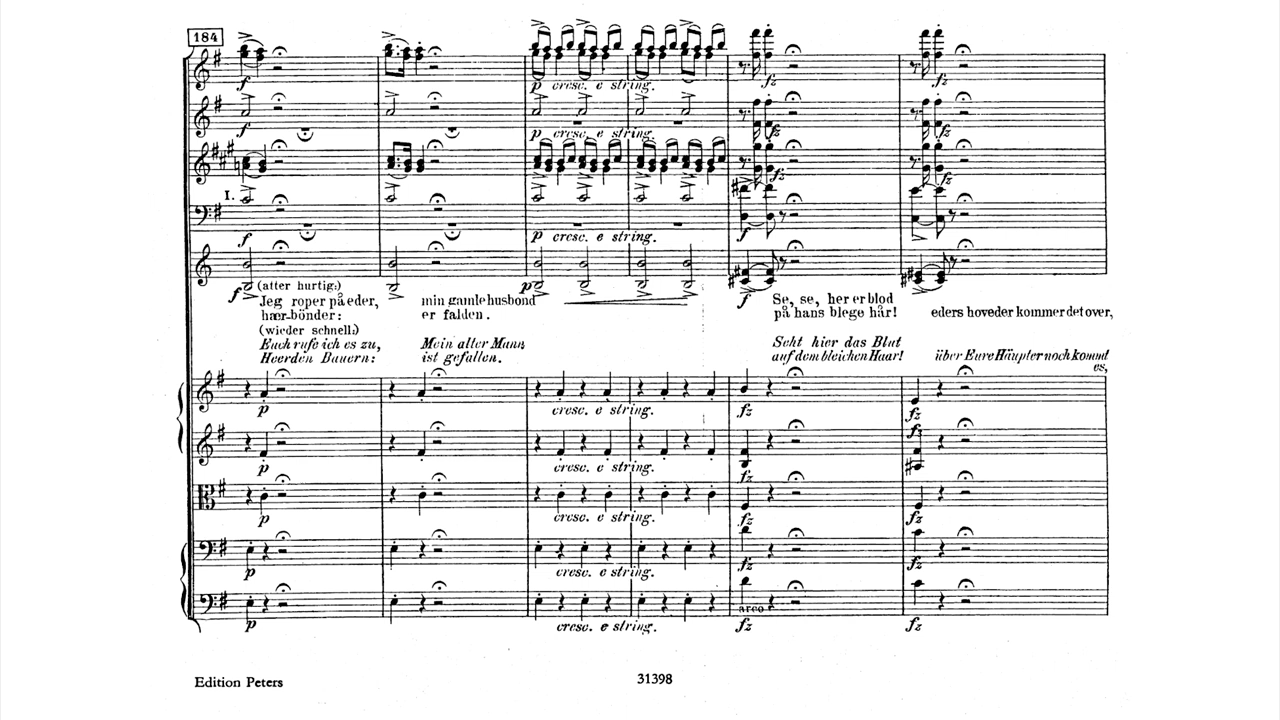 184
f
p cresc. e string. fz fz
f
p cresc. e string. fz fz
fz fz
I.
f p cresc. e string. f
f p f
(atter hurtig:)
Jeg roper på eder, min gamle husbond Se, se, her er blod
hær-bönder: er falden. på hans blege hår! eders hoveder kommer det over,
(wieder schnell:)
Euch rufe ich es zu, Mein alter Mann Seht hier das Blut
Heerden Bauern: ist gefallen. auf dem bleichen Haar! über Eure Häupter noch kommt
es,
p cresc. e string. fz fz
p cresc. e string. fz fz
p cresc. e string. fz fz
p cresc. e string. fz fz
arco
p cresc. e string. fz fz
Edition Peters 31398